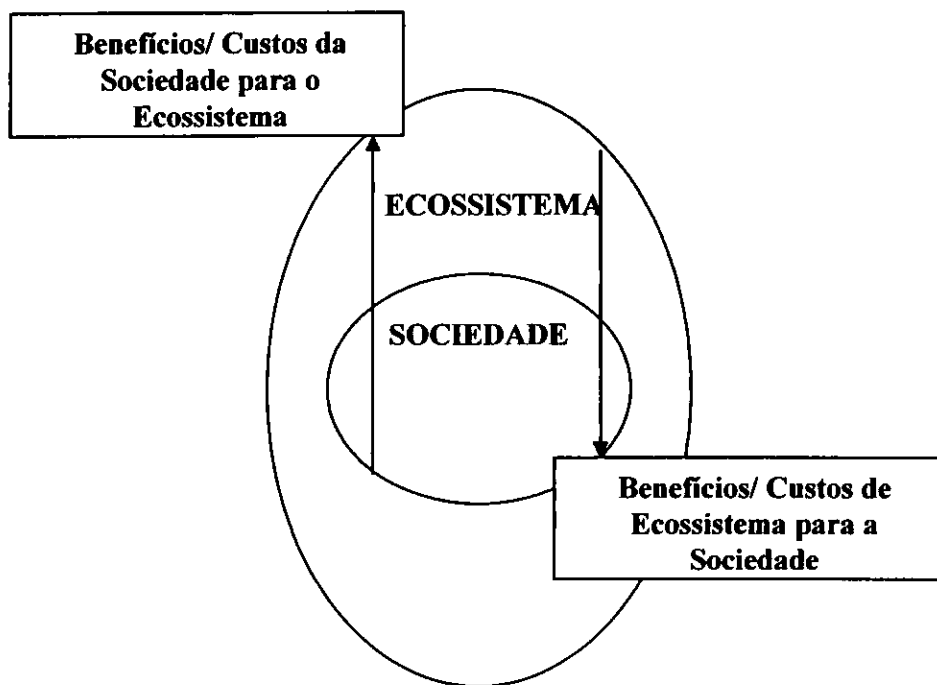 Benefícios/ Custos da
Sociedade para o
Ecossistema
ECOSSISTEMA
SOCIEDADE
Benefícios/ Custos de
Ecossistema para a
Sociedade